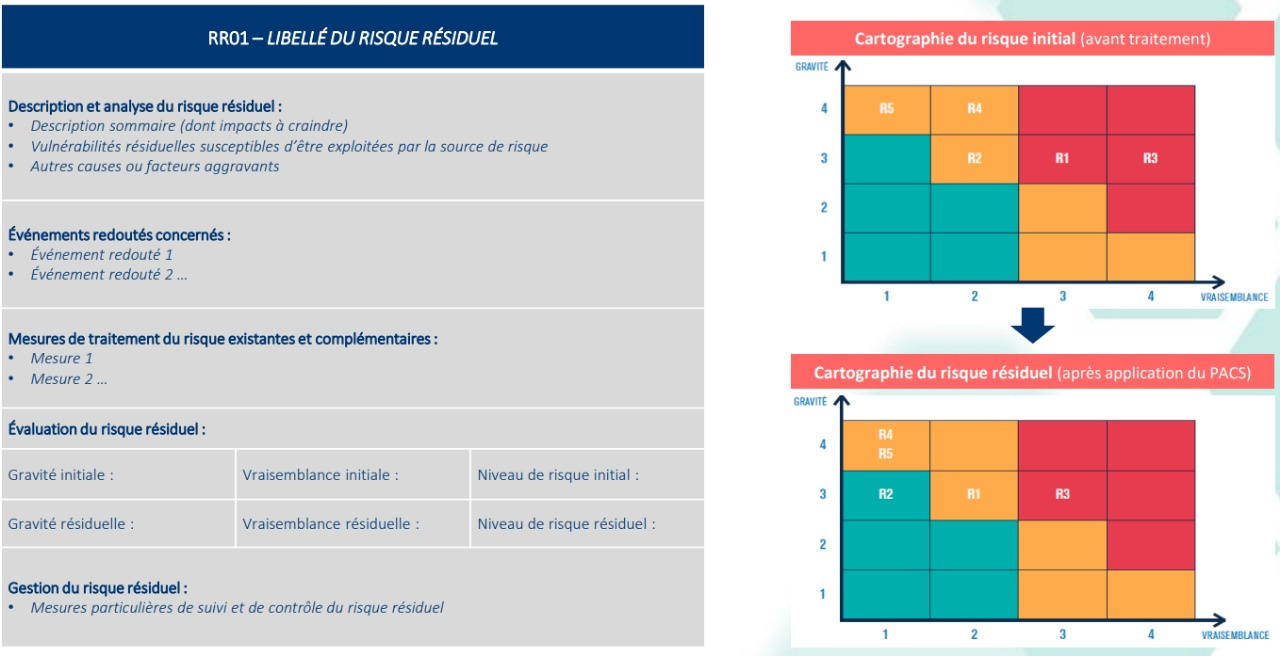 RR01 – LIBELLÉ DU RISQUE RÉSIDUEL
Description et analyse du risque résiduel :
• Description sommaire (dont impacts à craindre)
• Vulnérabilités résiduelles susceptibles d’être exploitées par la source de risque
• Autres causes ou facteurs aggravants
Événements redoutés concernés :
• Événement redouté 1
• Événement redouté 2 …
Mesures de traitement du risque existantes et complémentaires :
• Mesure 1
• Mesure 2 …
Évaluation du risque résiduel :
Gravité initiale : Vraisemblance initiale : Niveau de risque initial :
Gravité résiduelle : Vraisemblance résiduelle : Niveau de risque résiduel :
Gestion du risque résiduel :
• Mesures particulières de suivi et de contrôle du risque résiduel
Cartographie du risque initial (avant traitement)
GRAVITÉ
4 R5 R4
3 R2 R1 R3
2
1
1 2 3 4 VRAISEMBLANCE
Cartographie du risque résiduel (après application du PACS)
GRAVITÉ
4 R4
R5
3 R2 R1 R3
2
1
1 2 3 4 VRAISEMBLANCE